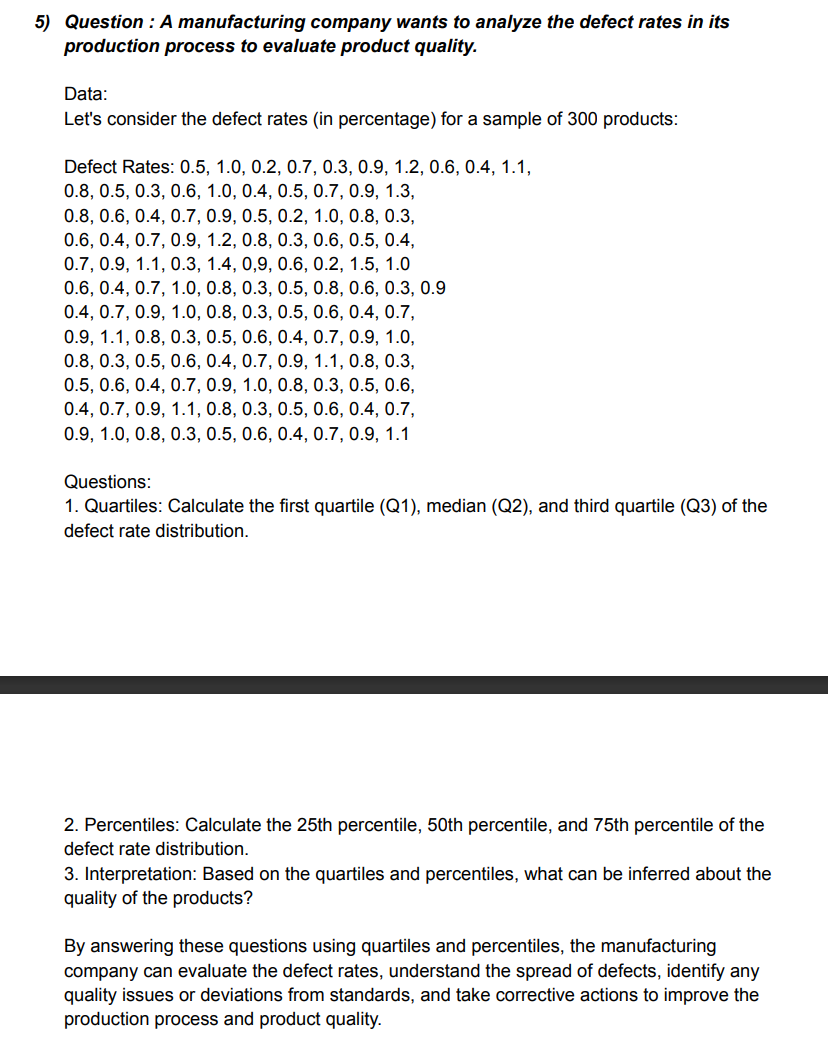 5) Question : A manufacturing company wants to analyze the defect rates in its
production process to evaluate product quality.
Data:
Let's consider the defect rates (in percentage) for a sample of 300 products:
Defect Rates: 0.5, 1.0, 0.2, 0.7, 0.3, 0.9, 1.2, 0.6, 0.4, 1.1,
0.8, 0.5, 0.3, 0.6, 1.0, 0.4, 0.5, 0.7, 0.9, 1.3,
0.8, 0.6, 0.4, 0.7, 0.9, 0.5, 0.2, 1.0, 0.8, 0.3,
0.6, 0.4, 0.7, 0.9, 1.2, 0.8, 0.3, 0.6, 0.5, 0.4,
0.7, 0.9, 1.1, 0.3, 1.4, 0,9, 0.6, 0.2, 1.5, 1.0
0.6, 0.4, 0.7, 1.0, 0.8, 0.3, 0.5, 0.8, 0.6, 0.3, 0.9
0.4, 0.7, 0.9, 1.0, 0.8, 0.3, 0.5, 0.6, 0.4, 0.7,
0.9, 1.1, 0.8, 0.3, 0.5, 0.6, 0.4, 0.7, 0.9, 1.0,
0.8, 0.3, 0.5, 0.6, 0.4, 0.7, 0.9, 1.1, 0.8, 0.3,
0.5, 0.6, 0.4, 0.7, 0.9, 1.0, 0.8, 0.3, 0.5, 0.6,
0.4, 0.7, 0.9, 1.1, 0.8, 0.3, 0.5, 0.6, 0.4, 0.7,
0.9, 1.0, 0.8, 0.3, 0.5, 0.6, 0.4, 0.7, 0.9, 1.1
Questions:
1. Quartiles: Calculate the first quartile (Q1), median (Q2), and third quartile (Q3) of the
defect rate distribution.
2. Percentiles: Calculate the 25th percentile, 50th percentile, and 75th percentile of the
defect rate distribution.
3. Interpretation: Based on the quartiles and percentiles, what can be inferred about the
quality of the products?
By answering these questions using quartiles and percentiles, the manufacturing
company can evaluate the defect rates, understand the spread of defects, identify any
quality issues or deviations from standards, and take corrective actions to improve the
production process and product quality.